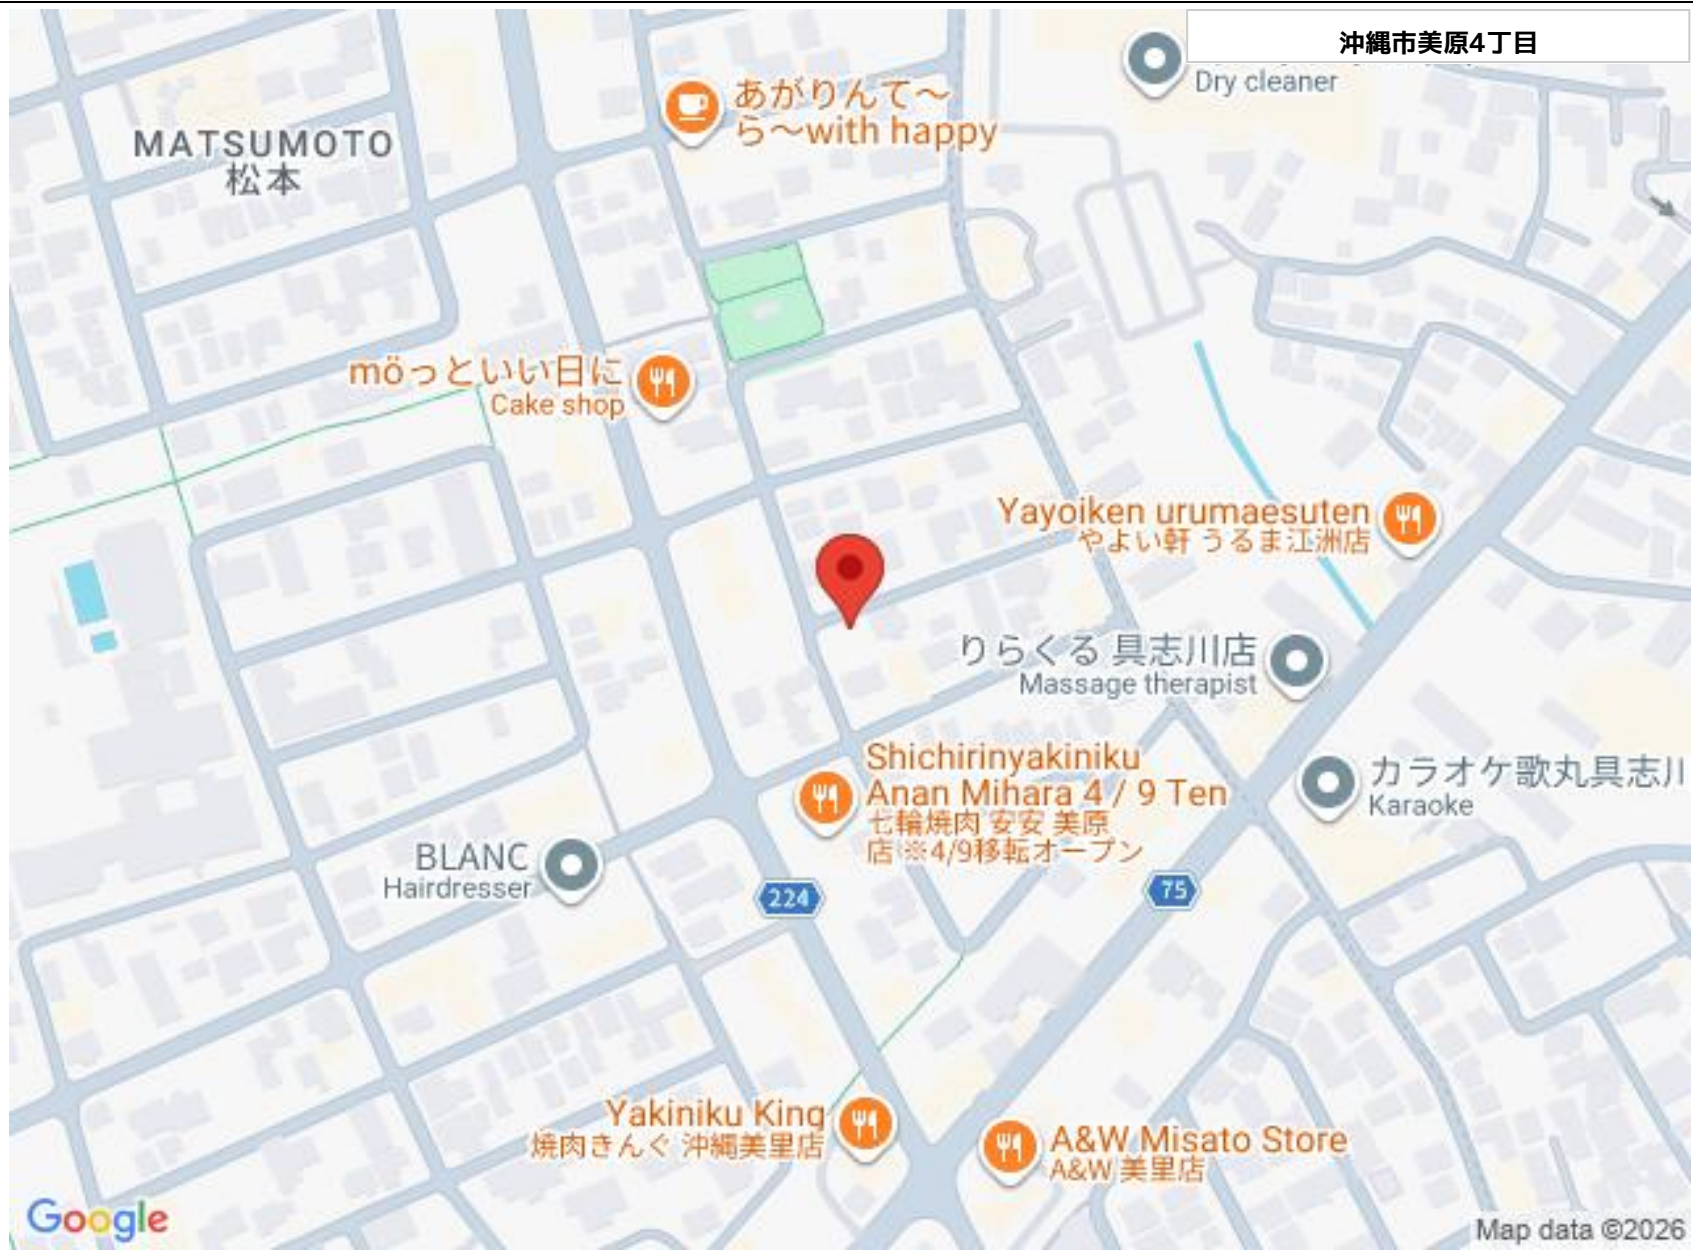 沖縄市美原4丁目
Dry cleaner
あがりんて〜
ら〜with happy
MATSUMOTO
松本
möっといい日に
Cake shop
Yayoiken urumaesuten
やよい軒 うるま江洲店
りらくる 具志川店
Massage therapist
Shichirinyakiniku
Anan Mihara 4 / 9 Ten
七輪焼肉 安安 美原
店 ※4/9移転オープン
カラオケ歌丸具志川
Karaoke
BLANC
Hairdresser
224
75
Yakiniku King
焼肉きんぐ 沖縄美里店
A&W Misato Store
A&W 美里店
Google
Map data ©2026